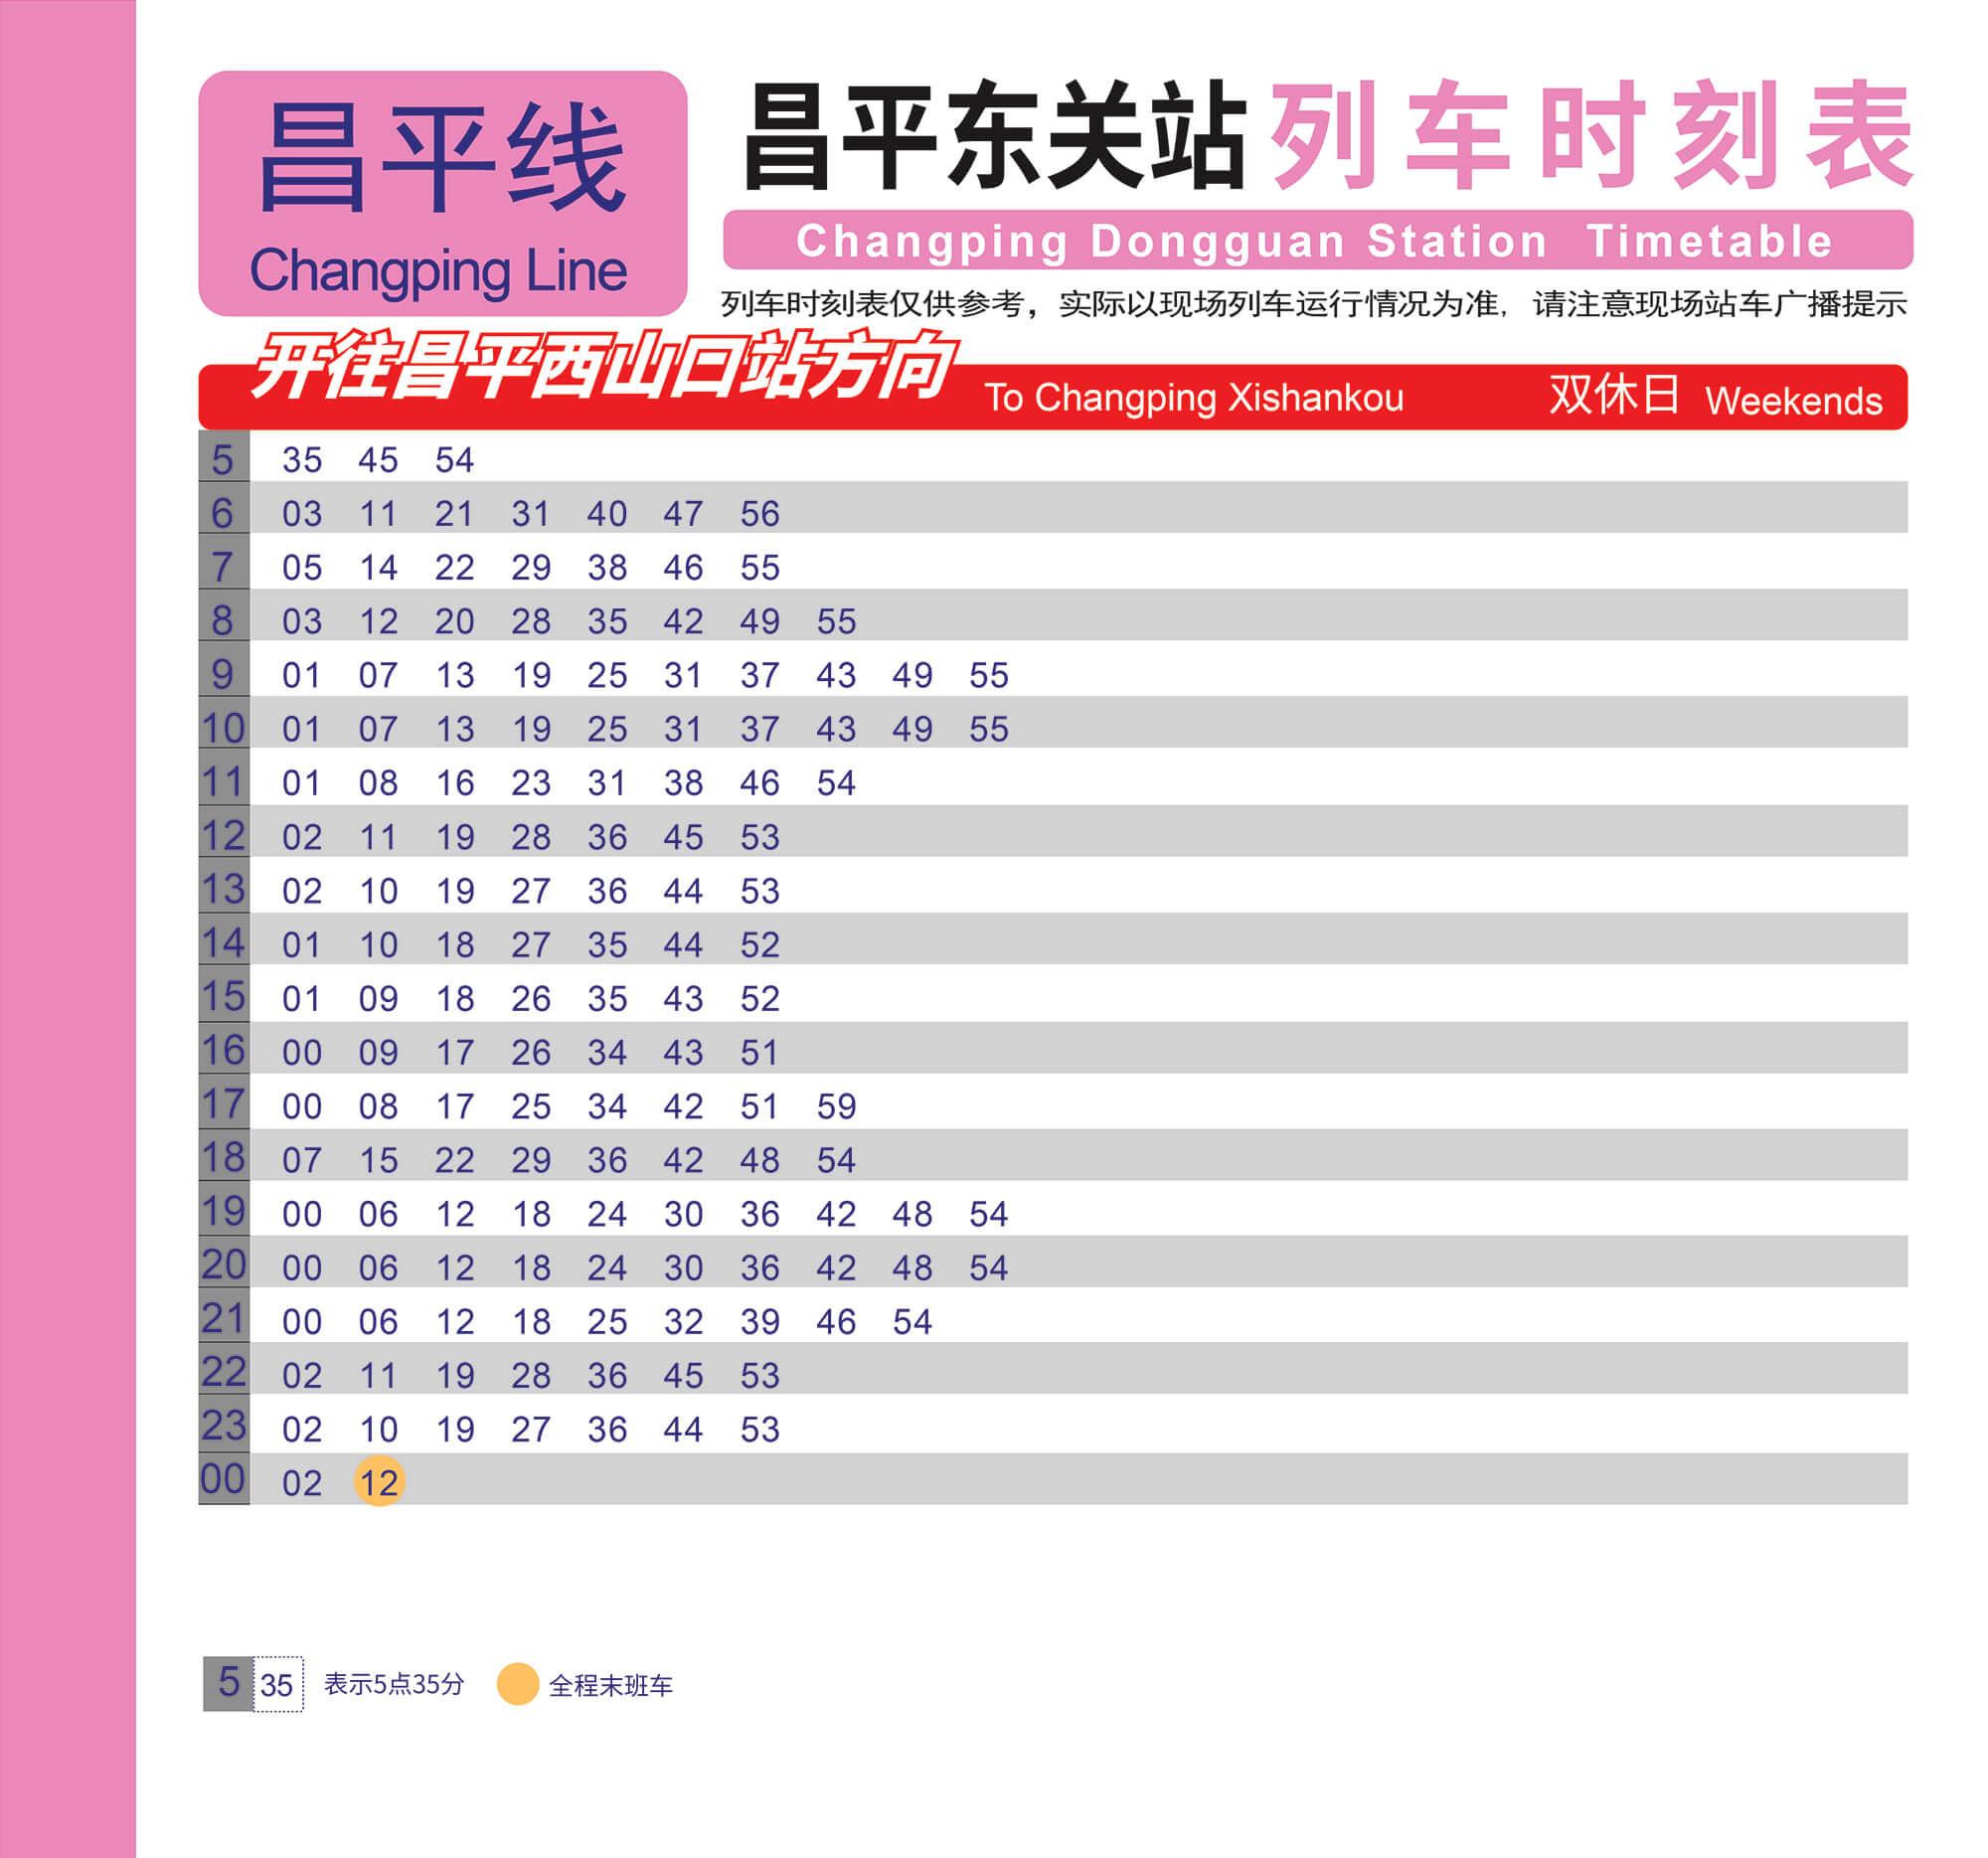 昌平线
Changping Line
昌平东关站列车时刻表
Changping Dongguan Station Timetable
列车时刻表仅供参考，实际以现场列车运行情况为准，请注意现场站车广播提示
开往昌平西山口站方向 To Changping Xishankou 双休日 Weekends
5 35 45 54
6 03 11 21 31 40 47 56
7 05 14 22 29 38 46 55
8 03 12 20 28 35 42 49 55
9 01 07 13 19 25 31 37 43 49 55
10 01 07 13 19 25 31 37 43 49 55
11 01 08 16 23 31 38 46 54
12 02 11 19 28 36 45 53
13 02 10 19 27 36 44 53
14 01 10 18 27 35 44 52
15 01 09 18 26 35 43 52
16 00 09 17 26 34 43 51
17 00 08 17 25 34 42 51 59
18 07 15 22 29 36 42 48 54
19 00 06 12 18 24 30 36 42 48 54
20 00 06 12 18 24 30 36 42 48 54
21 00 06 12 18 25 32 39 46 54
22 02 11 19 28 36 45 53
23 02 10 19 27 36 44 53
00 02 12
5 35 表示5点35分 全程末班车